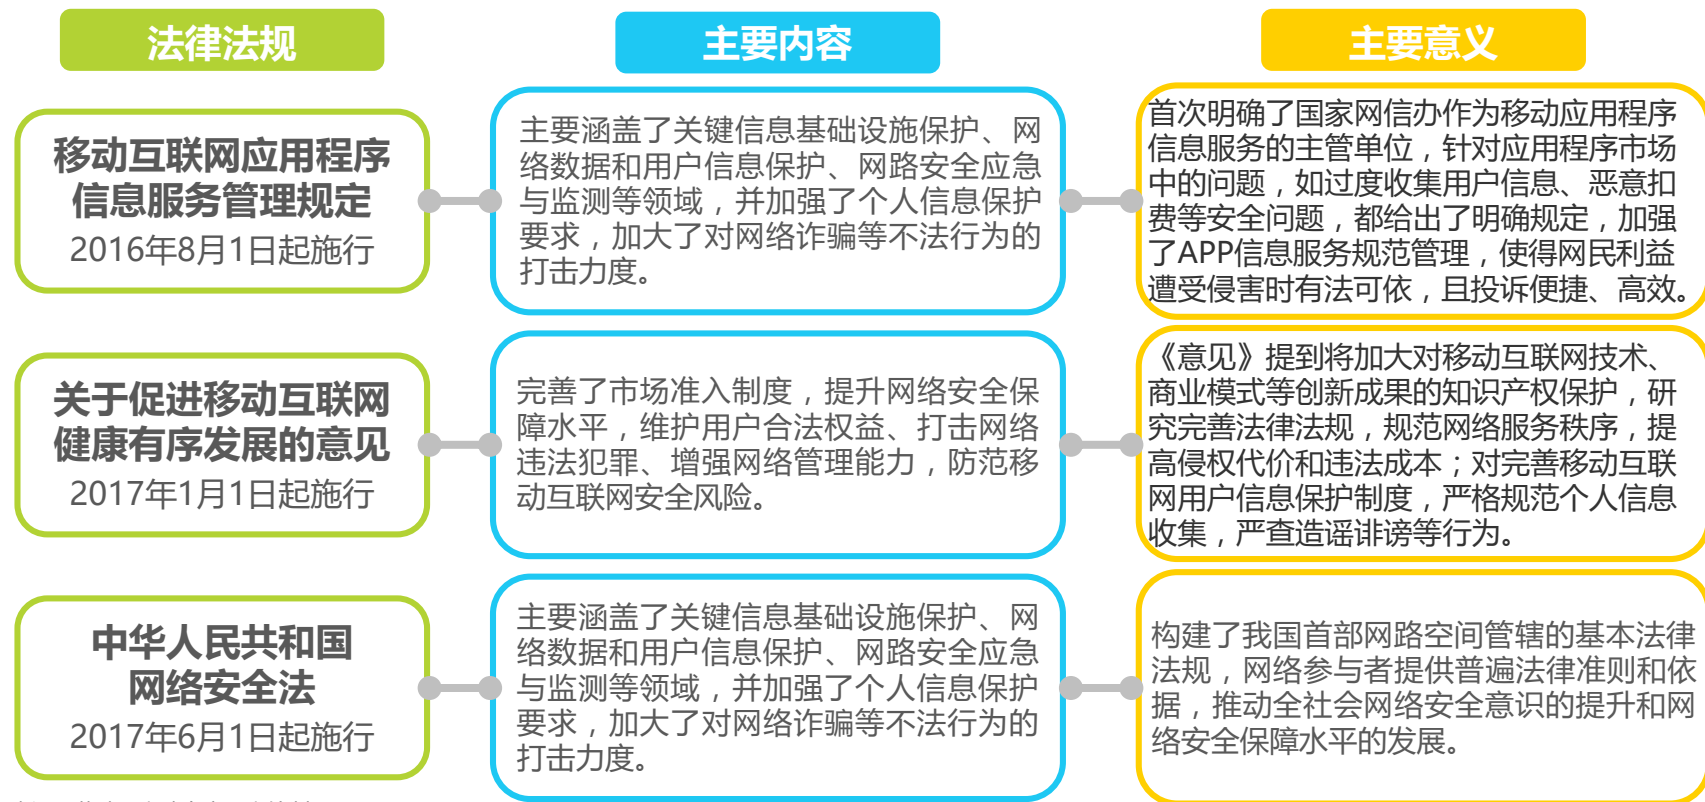 法律法规
主要内容
主要意义
移动互联网应用程序
信息服务管理规定
2016年8月1日起施行
主要涵盖了关键信息基础设施保护、网
络数据和用户信息保护、网路安全应急
与监测等领域，并加强了个人信息保护
要求，加大了对网络诈骗等不法行为的
打击力度。
首次明确了国家网信办作为移动应用程序
信息服务的主管单位，针对应用程序市场
中的问题，如过度收集用户信息、恶意扣
费等安全问题，都给出了明确规定，加强
了APP信息服务规范管理，使得网民利益
遭受侵害时有法可依，且投诉便捷、高效。
关于促进移动互联网
健康有序发展的意见
2017年1月1日起施行
完善了市场准入制度，提升网络安全保
障水平，维护用户合法权益、打击网络
违法犯罪、增强网络管理能力，防范移
动互联网安全风险。
《意见》提到将加大对移动互联网技术、
商业模式等创新成果的知识产权保护，研
究完善法律法规，规范网络服务秩序，提
高侵权代价和违法成本；对完善移动互联
网用户信息保护制度，严格规范个人信息
收集，严查造谣诽谤等行为。
中华人民共和国
网络安全法
2017年6月1日起施行
主要涵盖了关键信息基础设施保护、网
络数据和用户信息保护、网路安全应急
与监测等领域，并加强了个人信息保护
要求，加大了对网络诈骗等不法行为的
打击力度。
构建了我国首部网路空间管辖的基本法律
法规，网络参与者提供普遍法律准则和依
据，推动全社会网络安全意识的提升和网
络安全保障水平的发展。